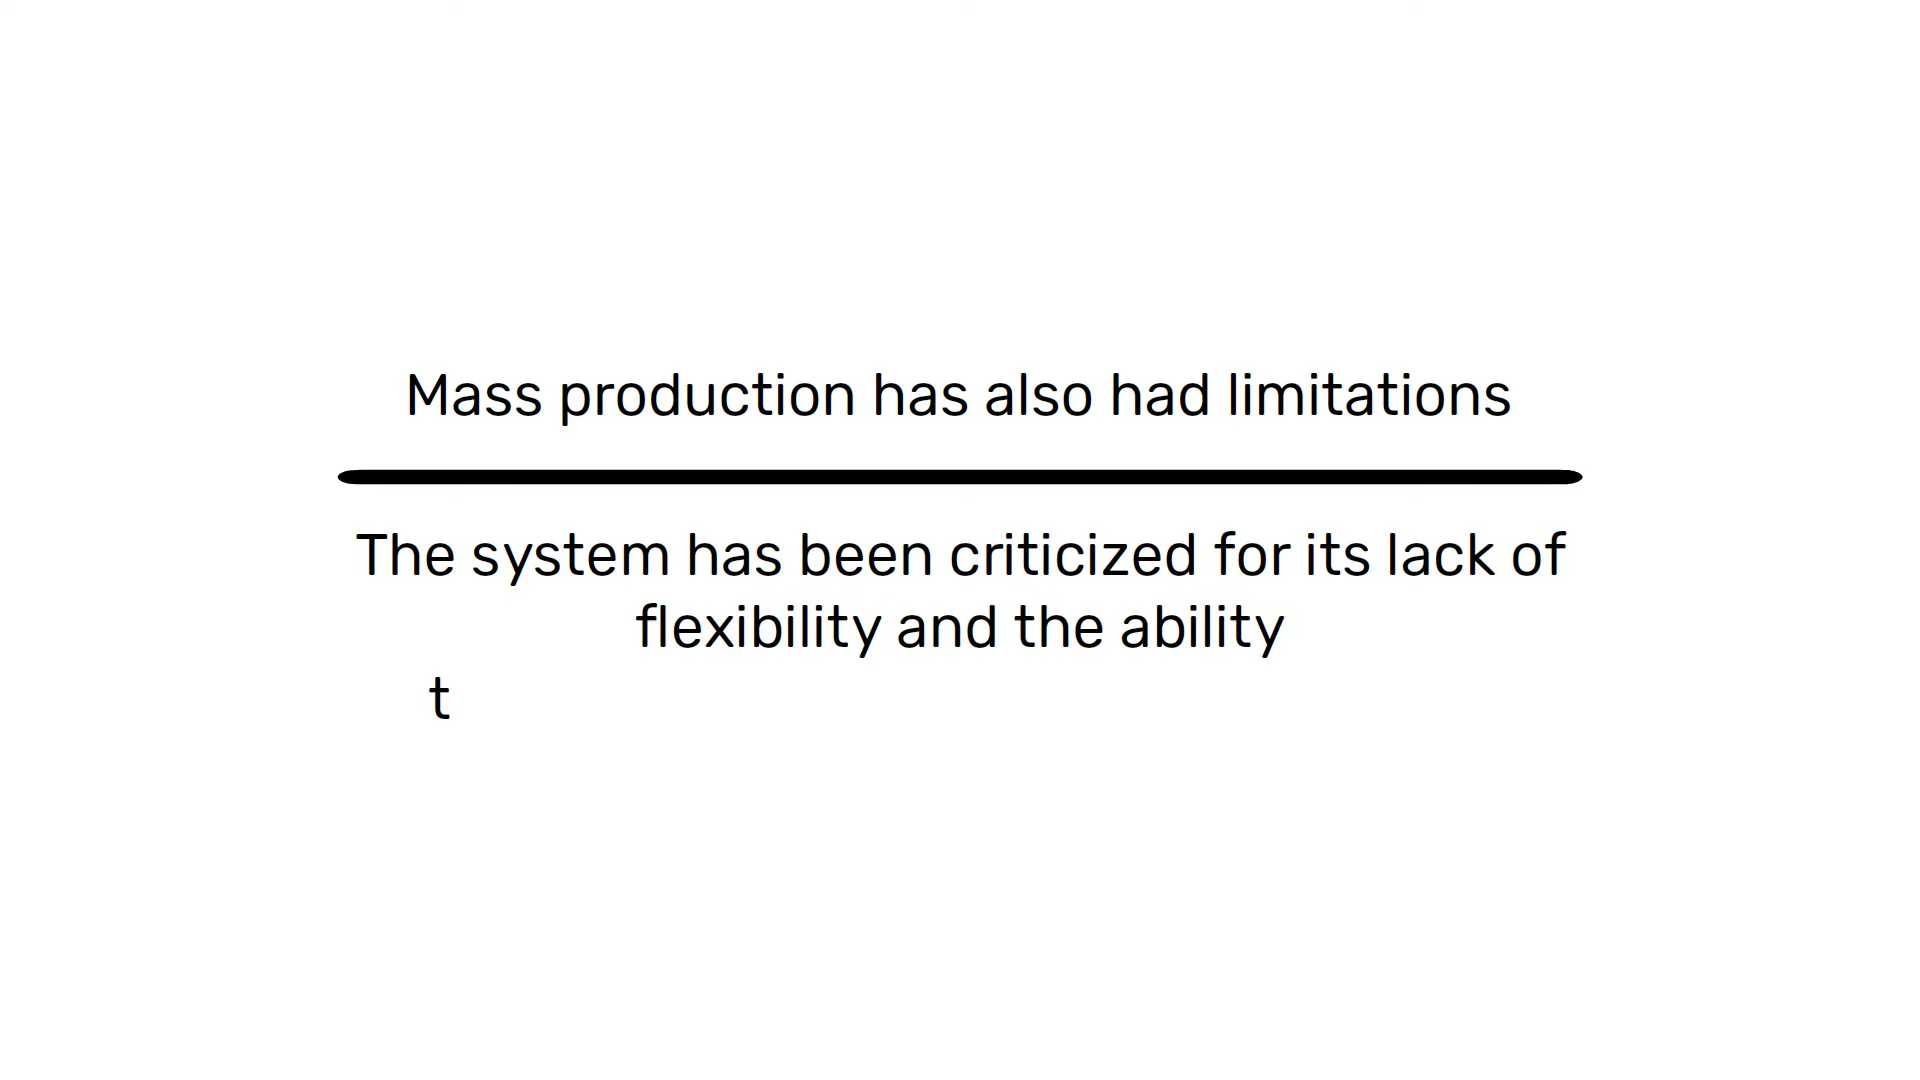 Mass production has also had limitations
The system has been criticized for its lack of
flexibility and the ability
t